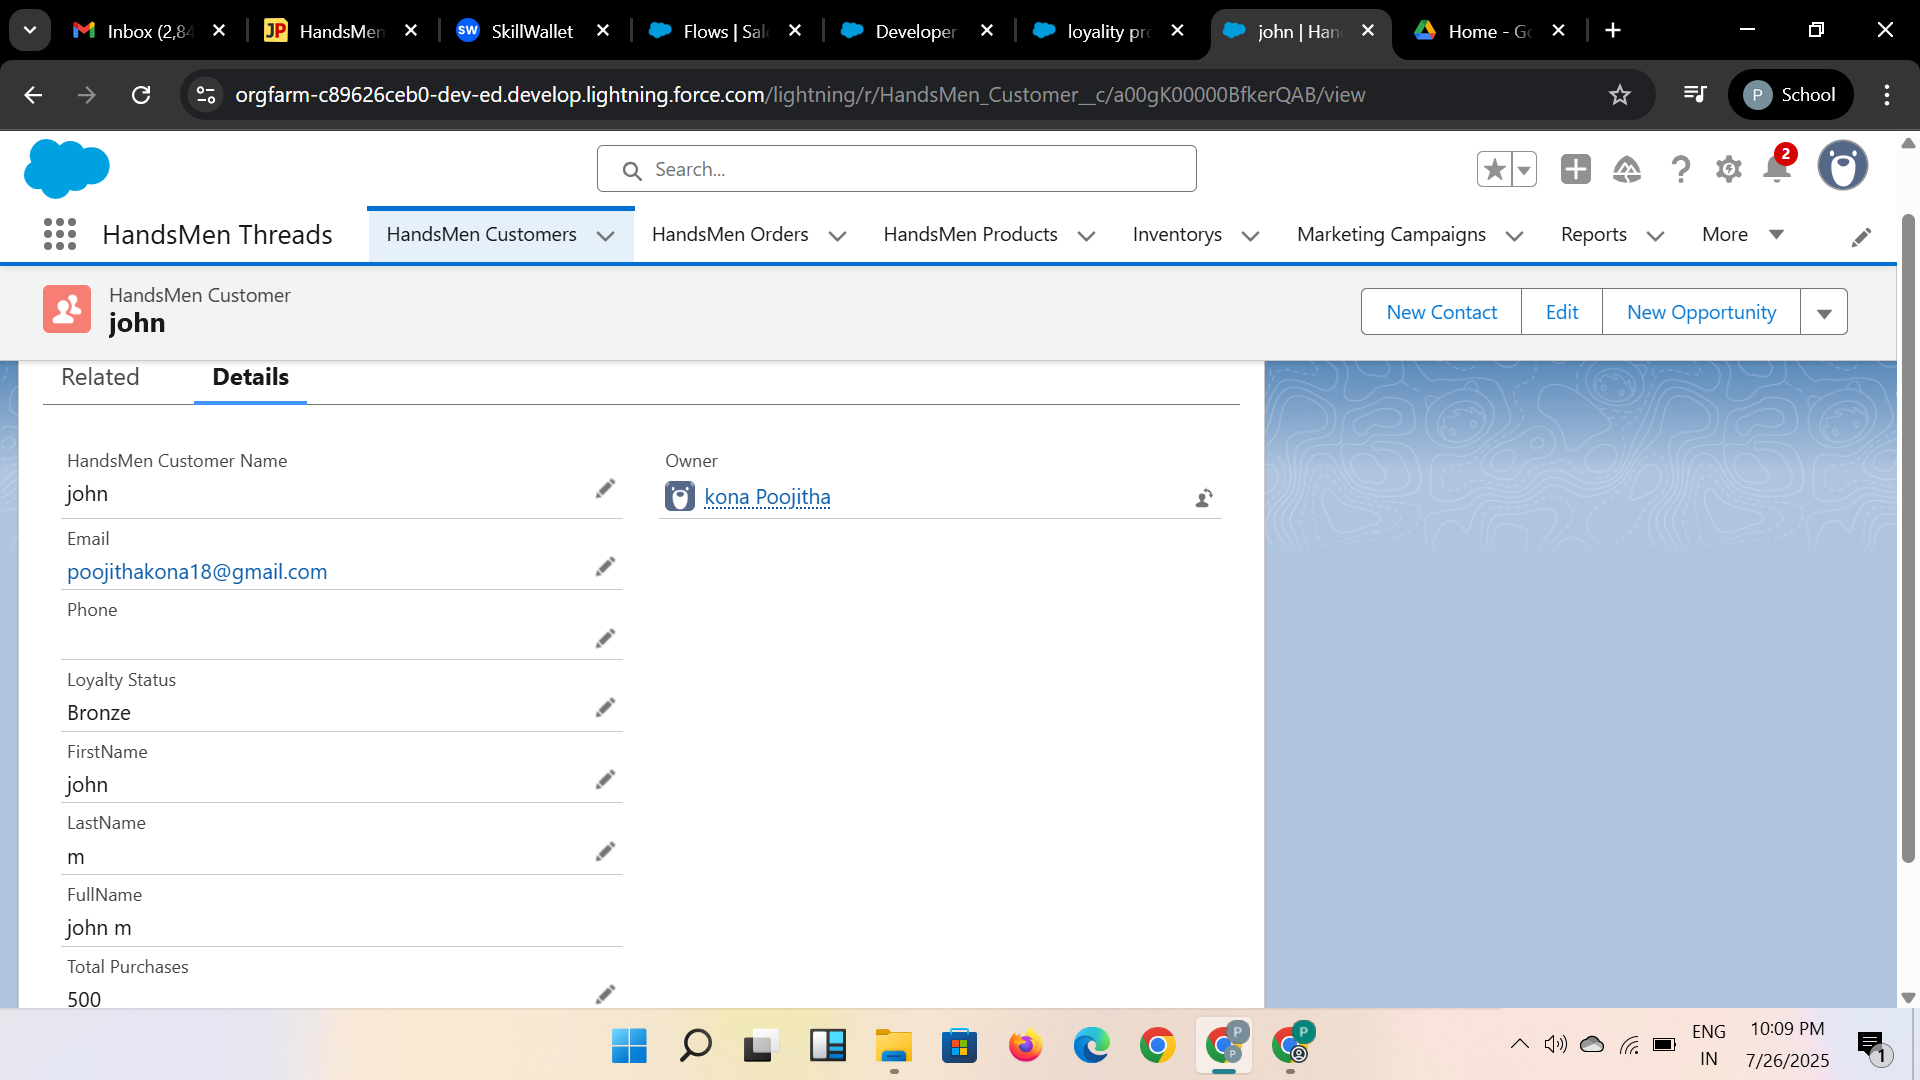 Inbox (2,84
HandsMen
SW
SkillWallet
Flows | Sale
Developer
loyality pro
john | Han
Home - Go
orgfarm-c89626ceb0-dev-ed.develop.lightning.force.com/lightning/r/HandsMen_Customer__c/a00gK00000BfkerQAB/view
P
School
Search...
2
HandsMen Threads
HandsMen Customers
HandsMen Orders
HandsMen Products
Inventorys
Marketing Campaigns
Reports
More
HandsMen Customer
john
New Contact
Edit
New Opportunity
Related
Details
HandsMen Customer Name
john
Owner
kona Poojitha
Email
poojithakona18@gmail.com
Phone
Loyalty Status
Bronze
FirstName
john
LastName
m
FullName
john m
Total Purchases
500
P
P
P
ENG
IN
10:09 PM
7/26/2025
1